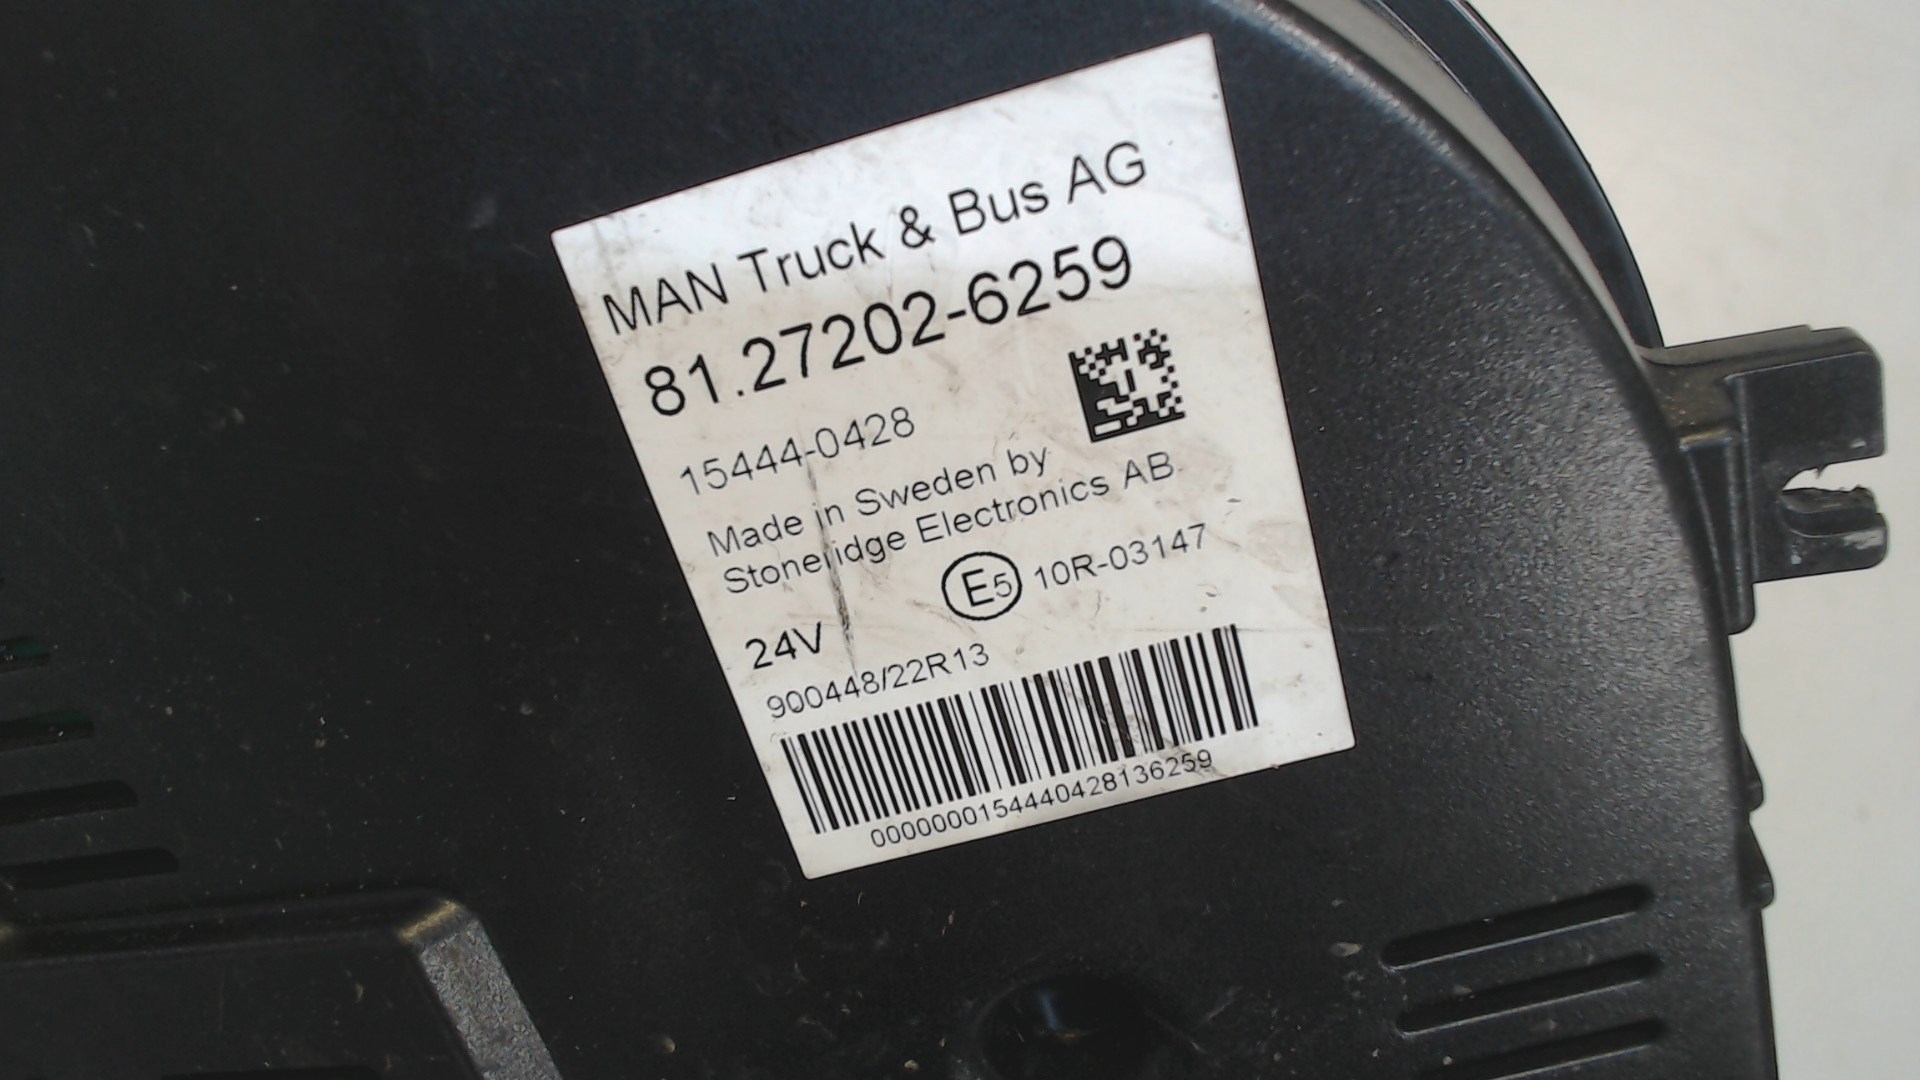 MAN Truck & Bus AG
81.27202-6259
15444-0428
Made in Sweden by
Stoneridge Electronics AB
E5 10R-03147
24V
900448/22R13
0000000154440428136259